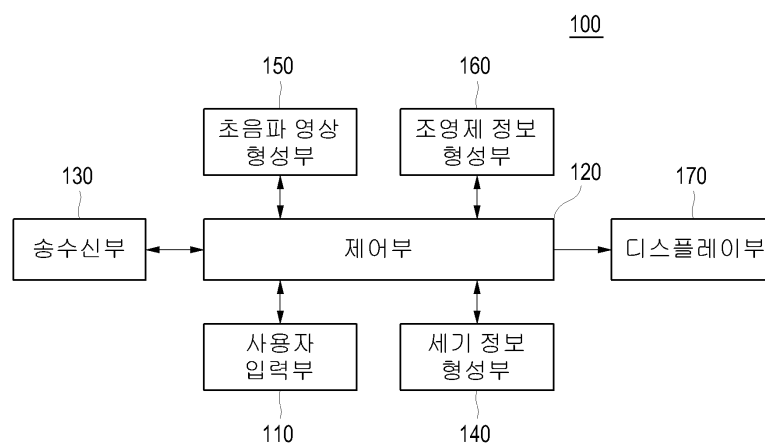 100
150
160
초음파 영상
형성부
조영제 정보
형성부
130
120
170
송수신부
제어부
디스플레이부
사용자
입력부
세기 정보
형성부
110
140